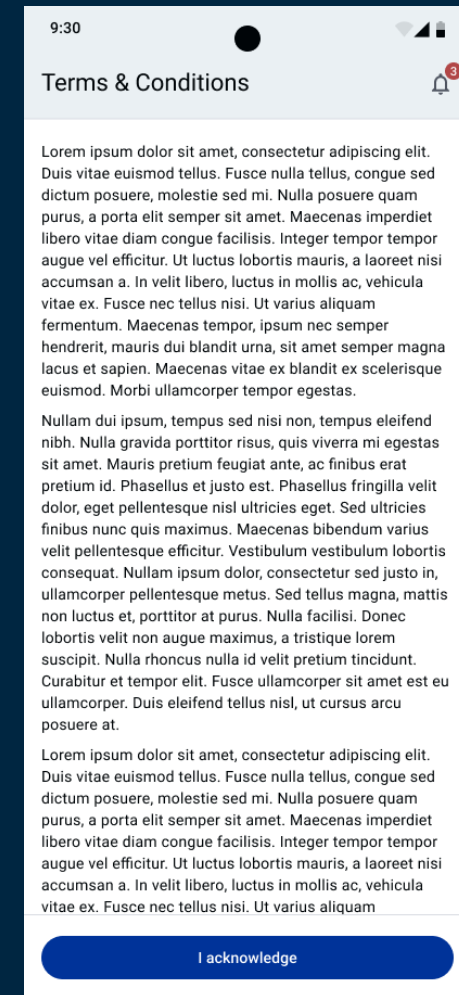 9:30
Terms & Conditions
3
Lorem ipsum dolor sit amet, consectetur adipiscing elit.
Duis vitae euismod tellus. Fusce nulla tellus, congue sed
dictum posuere, molestie sed mi. Nulla posuere quam
purus, a porta elit semper sit amet. Maecenas imperdiet
libero vitae diam congue facilisis. Integer tempor tempor
augue vel efficitur. Ut luctus lobortis mauris, a laoreet nisi
accumsan a. In velit libero, luctus in mollis ac, vehicula
vitae ex. Fusce nec tellus nisi. Ut varius aliquam
fermentum. Maecenas tempor, ipsum nec semper
hendrerit, mauris dui blandit urna, sit amet semper magna
lacus et sapien. Maecenas vitae ex blandit ex scelerisque
euismod. Morbi ullamcorper tempor egestas.
Nullam dui ipsum, tempus sed nisi non, tempus eleifend
nibh. Nulla gravida porttitor risus, quis viverra mi egestas
sit amet. Mauris pretium feugiat ante, ac finibus erat
pretium id. Phasellus et justo est. Phasellus fringilla velit
dolor, eget pellentesque nisl ultricies eget. Sed ultricies
finibus nunc quis maximus. Maecenas bibendum varius
velit pellentesque efficitur. Vestibulum vestibulum lobortis
consequat. Nullam ipsum dolor, consectetur sed justo in,
ullamcorper pellentesque metus. Sed tellus magna, mattis
non luctus et, porttitor at purus. Nulla facilisi. Donec
lobortis velit non augue maximus, a tristique lorem
suscipit. Nulla rhoncus nulla id velit pretium tincidunt.
Curabitur et tempor elit. Fusce ullamcorper sit amet est eu
ullamcorper. Duis eleifend tellus nisl, ut cursus arcu
posuere at.
Lorem ipsum dolor sit amet, consectetur adipiscing elit.
Duis vitae euismod tellus. Fusce nulla tellus, congue sed
dictum posuere, molestie sed mi. Nulla posuere quam
purus, a porta elit semper sit amet. Maecenas imperdiet
libero vitae diam congue facilisis. Integer tempor tempor
augue vel efficitur. Ut luctus lobortis mauris, a laoreet nisi
accumsan a. In velit libero, luctus in mollis ac, vehicula
vitae ex. Fusce nec tellus nisi. Ut varius aliquam
I acknowledge